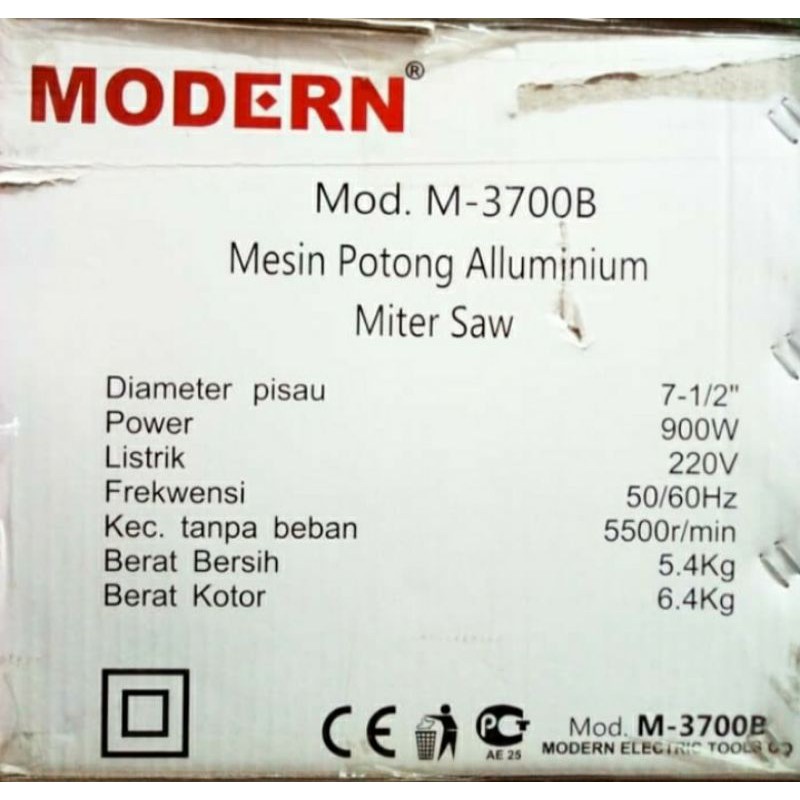 MODERN®
Mod. M-3700B
Mesin Potong Alluminium
Miter Saw
Diameter pisau 7-1/2"
Power 900W
Listrik 220V
Frekwensi 50/60Hz
Kec. tanpa beban 5500r/min
Berat Bersih 5.4Kg
Berat Kotor 6.4Kg
CE
PCT
AE 25
Mod. M-3700B
MODERN ELECTRIC TOOLS CO